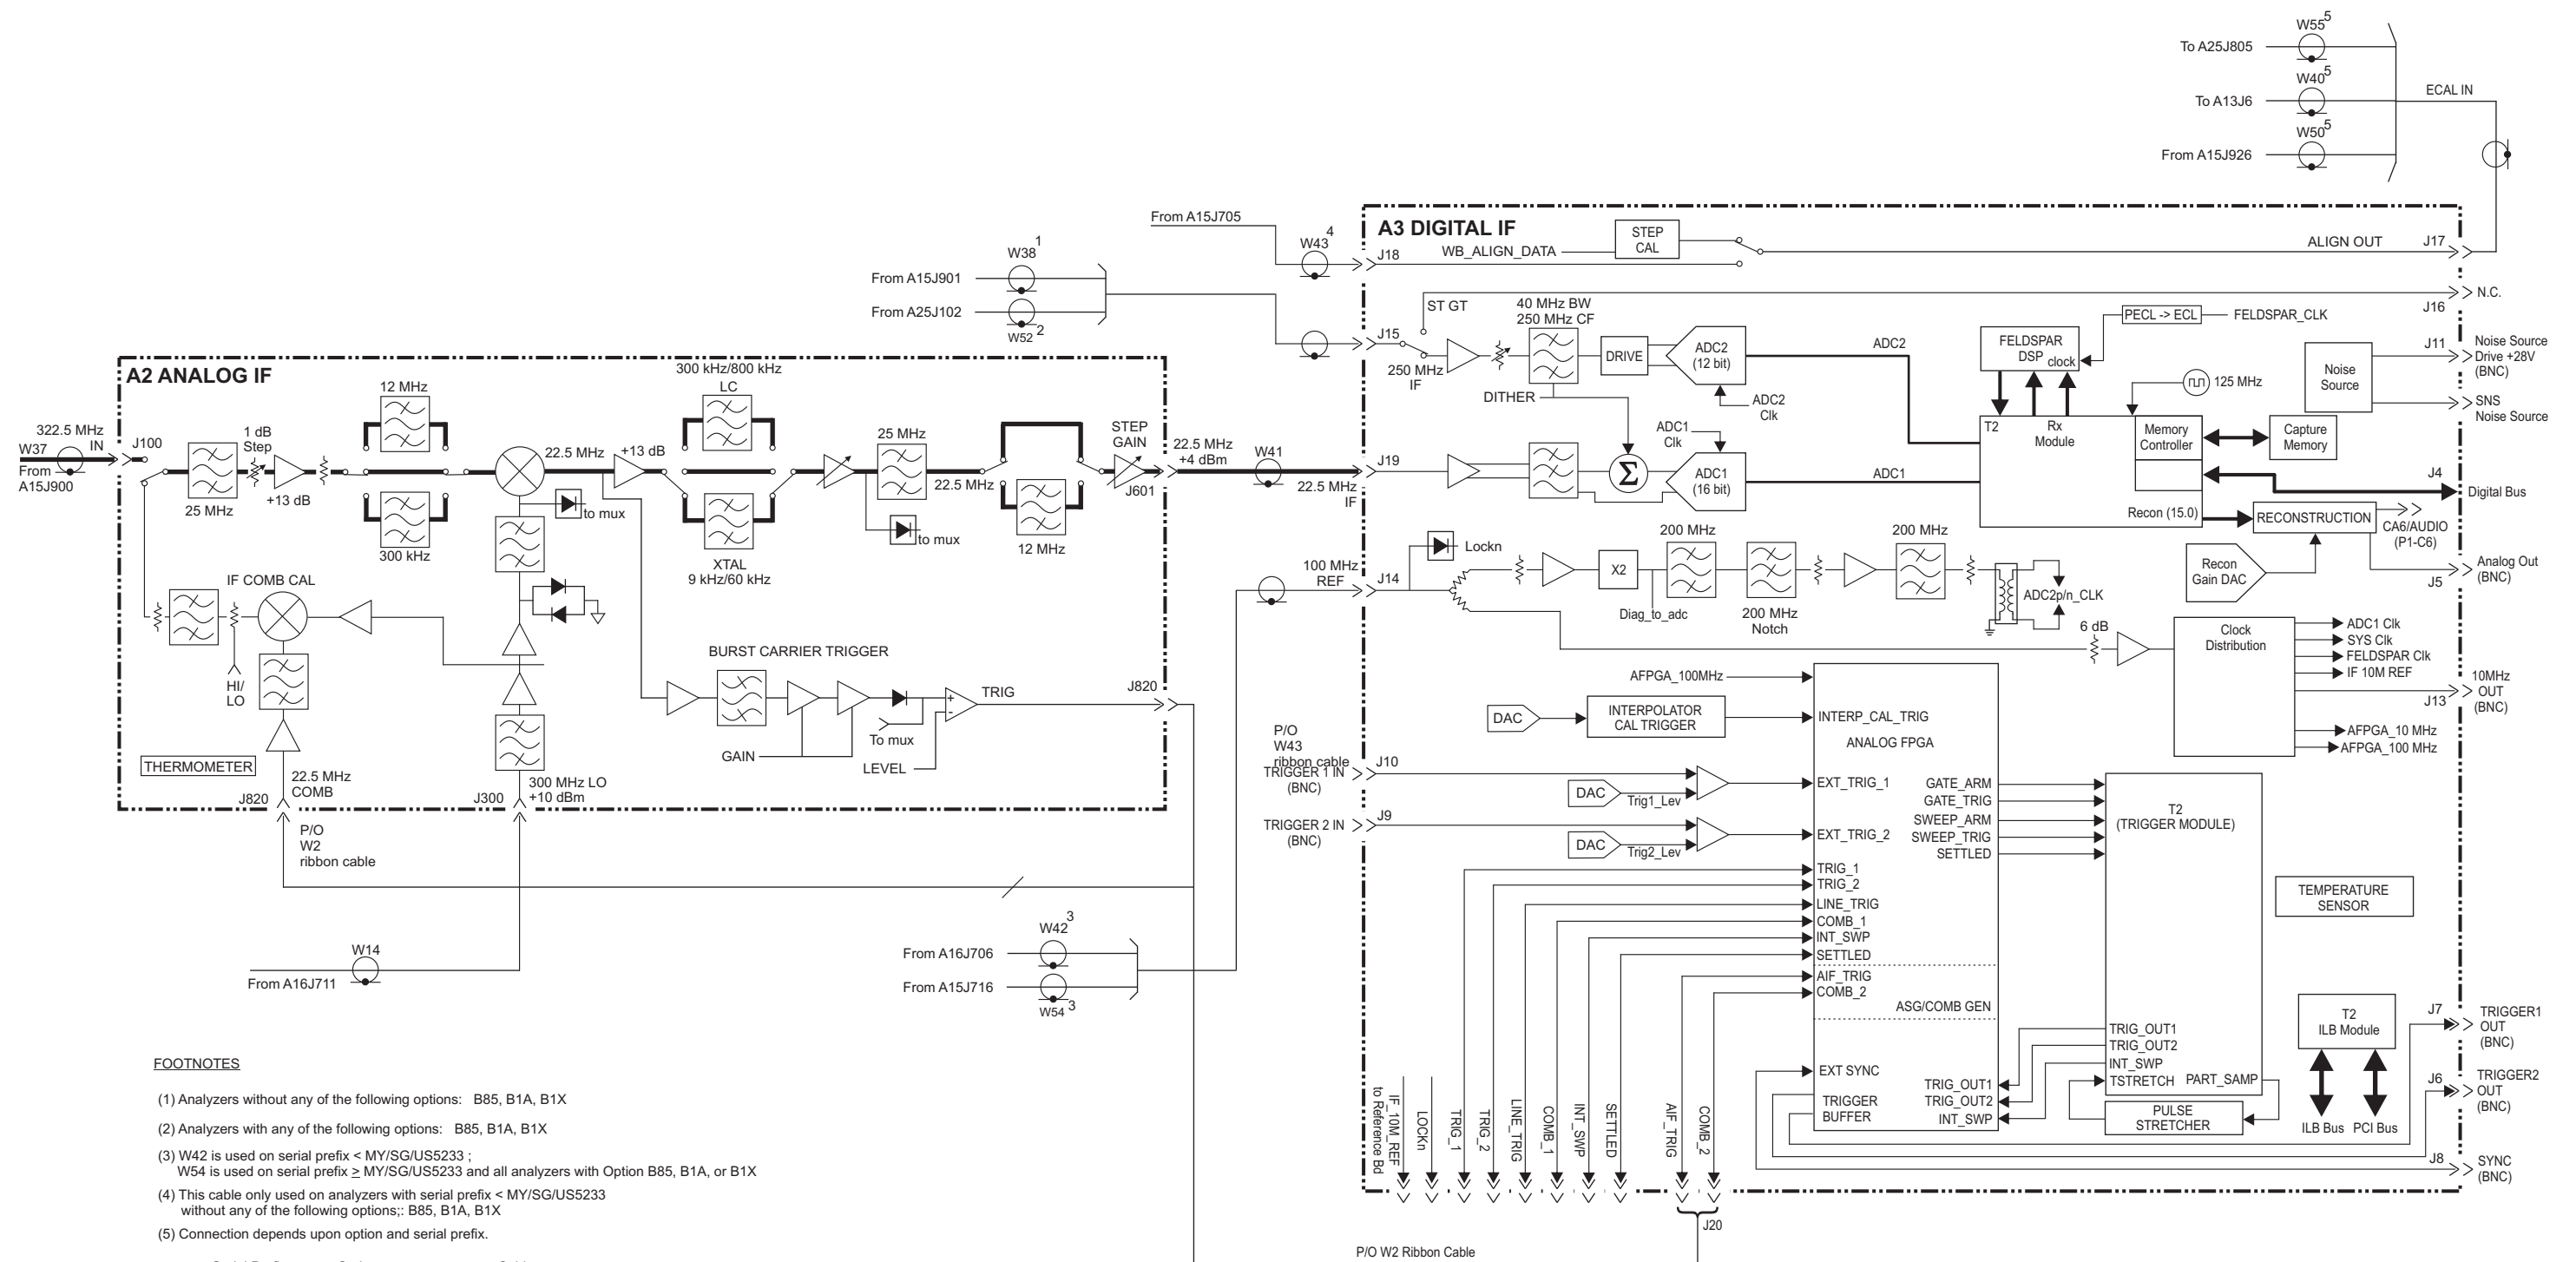 W55 5
To A25J805
W40 5
To A13J6
ECAL IN
W50 5
From A15J926
From A15J705
W38 1
From A15J901
From A25J102
W52 2
W43 4
A3 DIGITAL IF
J18
WB_ALIGN_DATA
STEP
CAL
ALIGN OUT
J17
N.C.
J16
ST GT
J15
250 MHz
IF
40 MHz BW
250 MHz CF
DRIVE
ADC2
(12 bit)
ADC2
Clk
ADC2
DITHER
FELDSPAR
DSP
clock
PECL -> ECL
FELDSPAR_CLK
125 MHz
Noise
Source
J11
Noise Source
Drive +28V
(BNC)
SNS
Noise Source
A2 ANALOG IF
322.5 MHz
IN
W37
From
A15J900
J100
25 MHz
1 dB
Step
+13 dB
12 MHz
300 kHz
22.5 MHz
to mux
+13 dB
300 kHz/800 kHz
LC
XTAL
9 kHz/60 kHz
25 MHz
to mux
22.5 MHz
12 MHz
STEP
GAIN
J601
22.5 MHz
+4 dBm
W41
22.5 MHz
IF
J19
Σ
ADC1
Clk
ADC1
(16 bit)
ADC1
T2
Rx
Module
Memory
Controller
Capture
Memory
J4
Digital Bus
Recon (15.0)
RECONSTRUCTION
CA6/AUDIO
(P1-C6)
Recon
Gain DAC
Analog Out
(BNC)
J5
IF COMB CAL
HI/
LO
THERMOMETER
22.5 MHz
COMB
J820
P/O
W2
ribbon cable
J300
300 MHz LO
+10 dBm
BURST CARRIER TRIGGER
GAIN
To mux
LEVEL
+
-
TRIG
J820
100 MHz
REF
J14
Lockn
X2
Diag_to_adc
200 MHz
200 MHz
Notch
200 MHz
ADC2p/n_CLK
6 dB
Clock
Distribution
ADC1 Clk
SYS Clk
FELDSPAR Clk
IF 10M REF
10MHz
OUT
(BNC)
J13
AFPGA_10 MHz
AFPGA_100 MHz
AFPGA_100MHz
DAC
INTERPOLATOR
CAL TRIGGER
INTERP_CAL_TRIG
ANALOG FPGA
P/O
W43
ribbon cable
TRIGGER 1 IN
(BNC)
J10
DAC
Trig1_Lev
EXT_TRIG_1
TRIGGER 2 IN
(BNC)
J9
DAC
Trig2_Lev
EXT_TRIG_2
TRIG_1
TRIG_2
LINE_TRIG
COMB_1
INT_SWP
SETTLED
AIF_TRIG
COMB_2
ASG/COMB GEN
GATE_ARM
GATE_TRIG
SWEEP_ARM
SWEEP_TRIG
SETTLED
T2
(TRIGGER MODULE)
TEMPERATURE
SENSOR
EXT SYNC
TRIGGER
BUFFER
TRIG_OUT1
TRIG_OUT2
INT_SWP
TRIG_OUT1
TRIG_OUT2
INT_SWP
TSTRETCH
PART_SAMP
PULSE
STRETCHER
T2
ILB Module
ILB Bus
PCI Bus
J7
TRIGGER1
OUT
(BNC)
J6
TRIGGER2
OUT
(BNC)
J8
SYNC
(BNC)
W14
From A16J711
W42 3
From A16J706
From A15J716
W54 3
IF_10M_REF
to Reference Bd
LOCKn
TRIG_1
TRIG_2
LINE_TRIG
COMB_1
INT_SWP
SETTLED
AIF_TRIG
COMB_2
J20
P/O W2 Ribbon Cable
FOOTNOTES
(1) Analyzers without any of the following options: B85, B1A, B1X
(2) Analyzers with any of the following options: B85, B1A, B1X
(3) W42 is used on serial prefix < MY/SG/US5233 ;
W54 is used on serial prefix ≥ MY/SG/US5233 and all analyzers with Option B85, B1A, or B1X
(4) This cable only used on analyzers with serial prefix < MY/SG/US5233
without any of the following options;: B85, B1A, B1X
(5) Connection depends upon option and serial prefix.